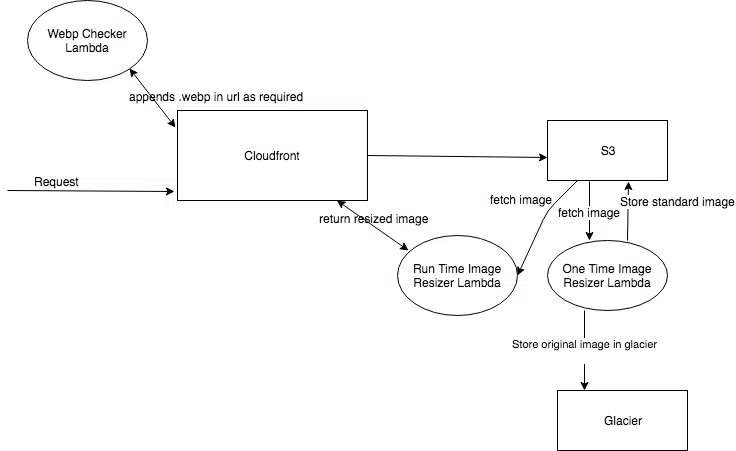 Webp Checker
Lambda
appends .webp in url as required
Cloudfront
S3
Request
fetch image
Store standard image
fetch image
return resized image
Run Time Image
Resizer Lambda
One Time Image
Resizer Lambda
Store original image in glacier
Glacier